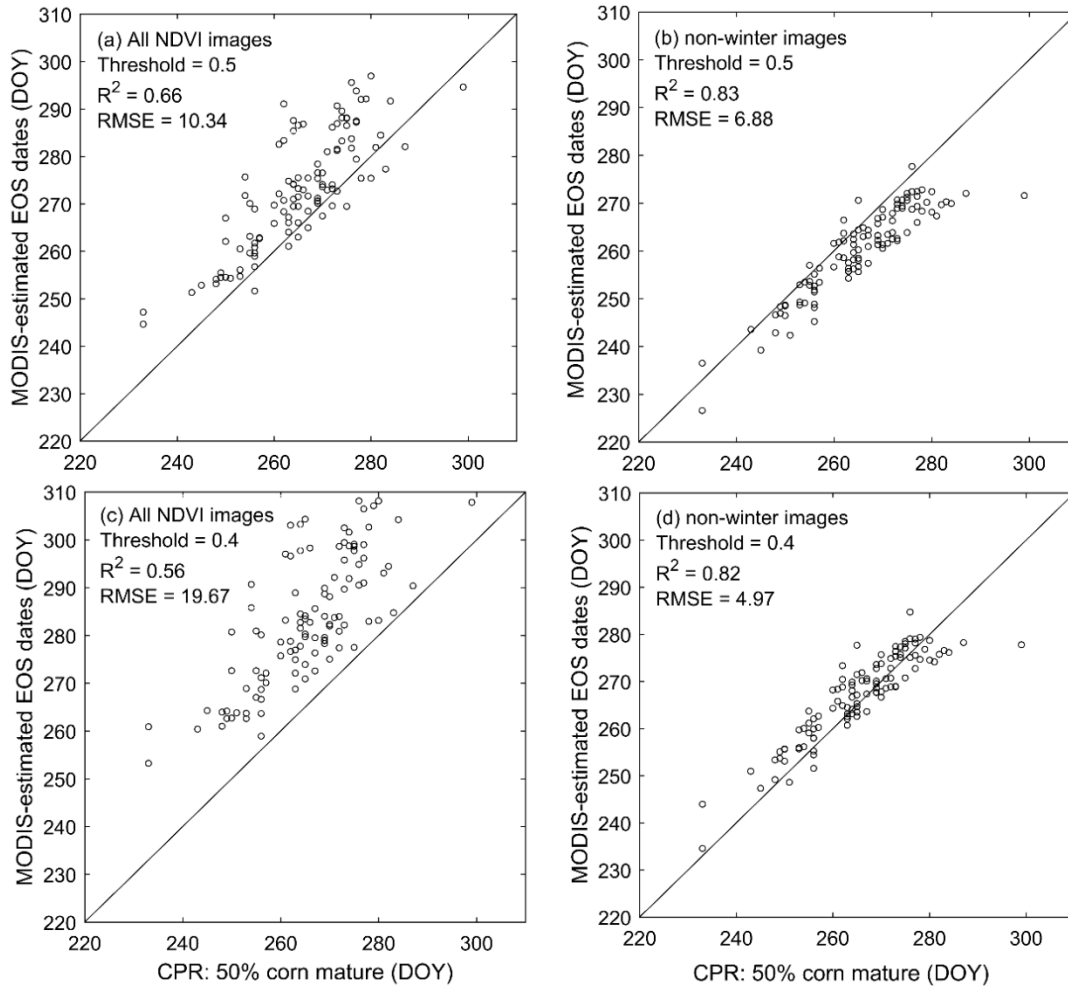 (a) All NDVI images
Threshold = 0.5
R² = 0.66
RMSE = 10.34
MODIS-estimated EOS dates (DOY)
310
300
290
280
270
260
250
240
230
220
220 240 260 280 300
(b) non-winter images
Threshold = 0.5
R² = 0.83
RMSE = 6.88
MODIS-estimated EOS dates (DOY)
310
300
290
280
270
260
250
240
230
220
220 240 260 280 300
(c) All NDVI images
Threshold = 0.4
R² = 0.56
RMSE = 19.67
MODIS-estimated EOS dates (DOY)
310
300
290
280
270
260
250
240
230
220
220 240 260 280 300
CPR: 50% corn mature (DOY)
(d) non-winter images
Threshold = 0.4
R² = 0.82
RMSE = 4.97
MODIS-estimated EOS dates (DOY)
310
300
290
280
270
260
250
240
230
220
220 240 260 280 300
CPR: 50% corn mature (DOY)